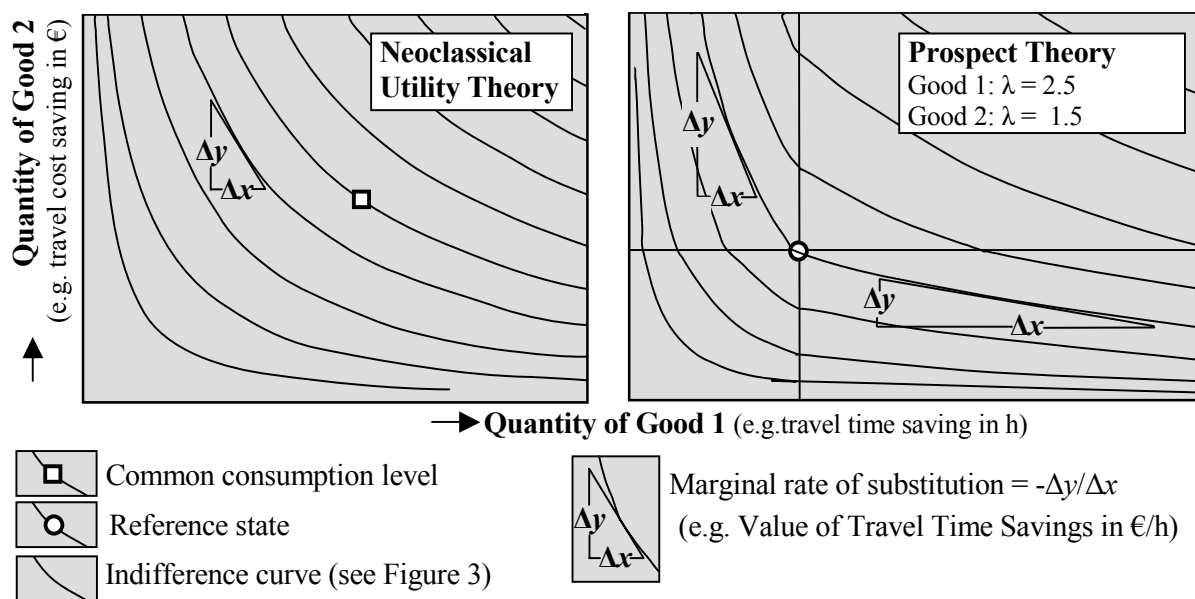 Quantity of Good 2
(e.g. travel cost saving in €)
Neoclassical
Utility Theory
Δy
Δx
Prospect Theory
Good 1: λ = 2.5
Good 2: λ = 1.5
Δy
Δx
Δy
Δx
Quantity of Good 1 (e.g.travel time saving in h)
Common consumption level
Reference state
Indifference curve (see Figure 3)
Δy
Δx
Marginal rate of substitution = -Δy/Δx
(e.g. Value of Travel Time Savings in €/h)